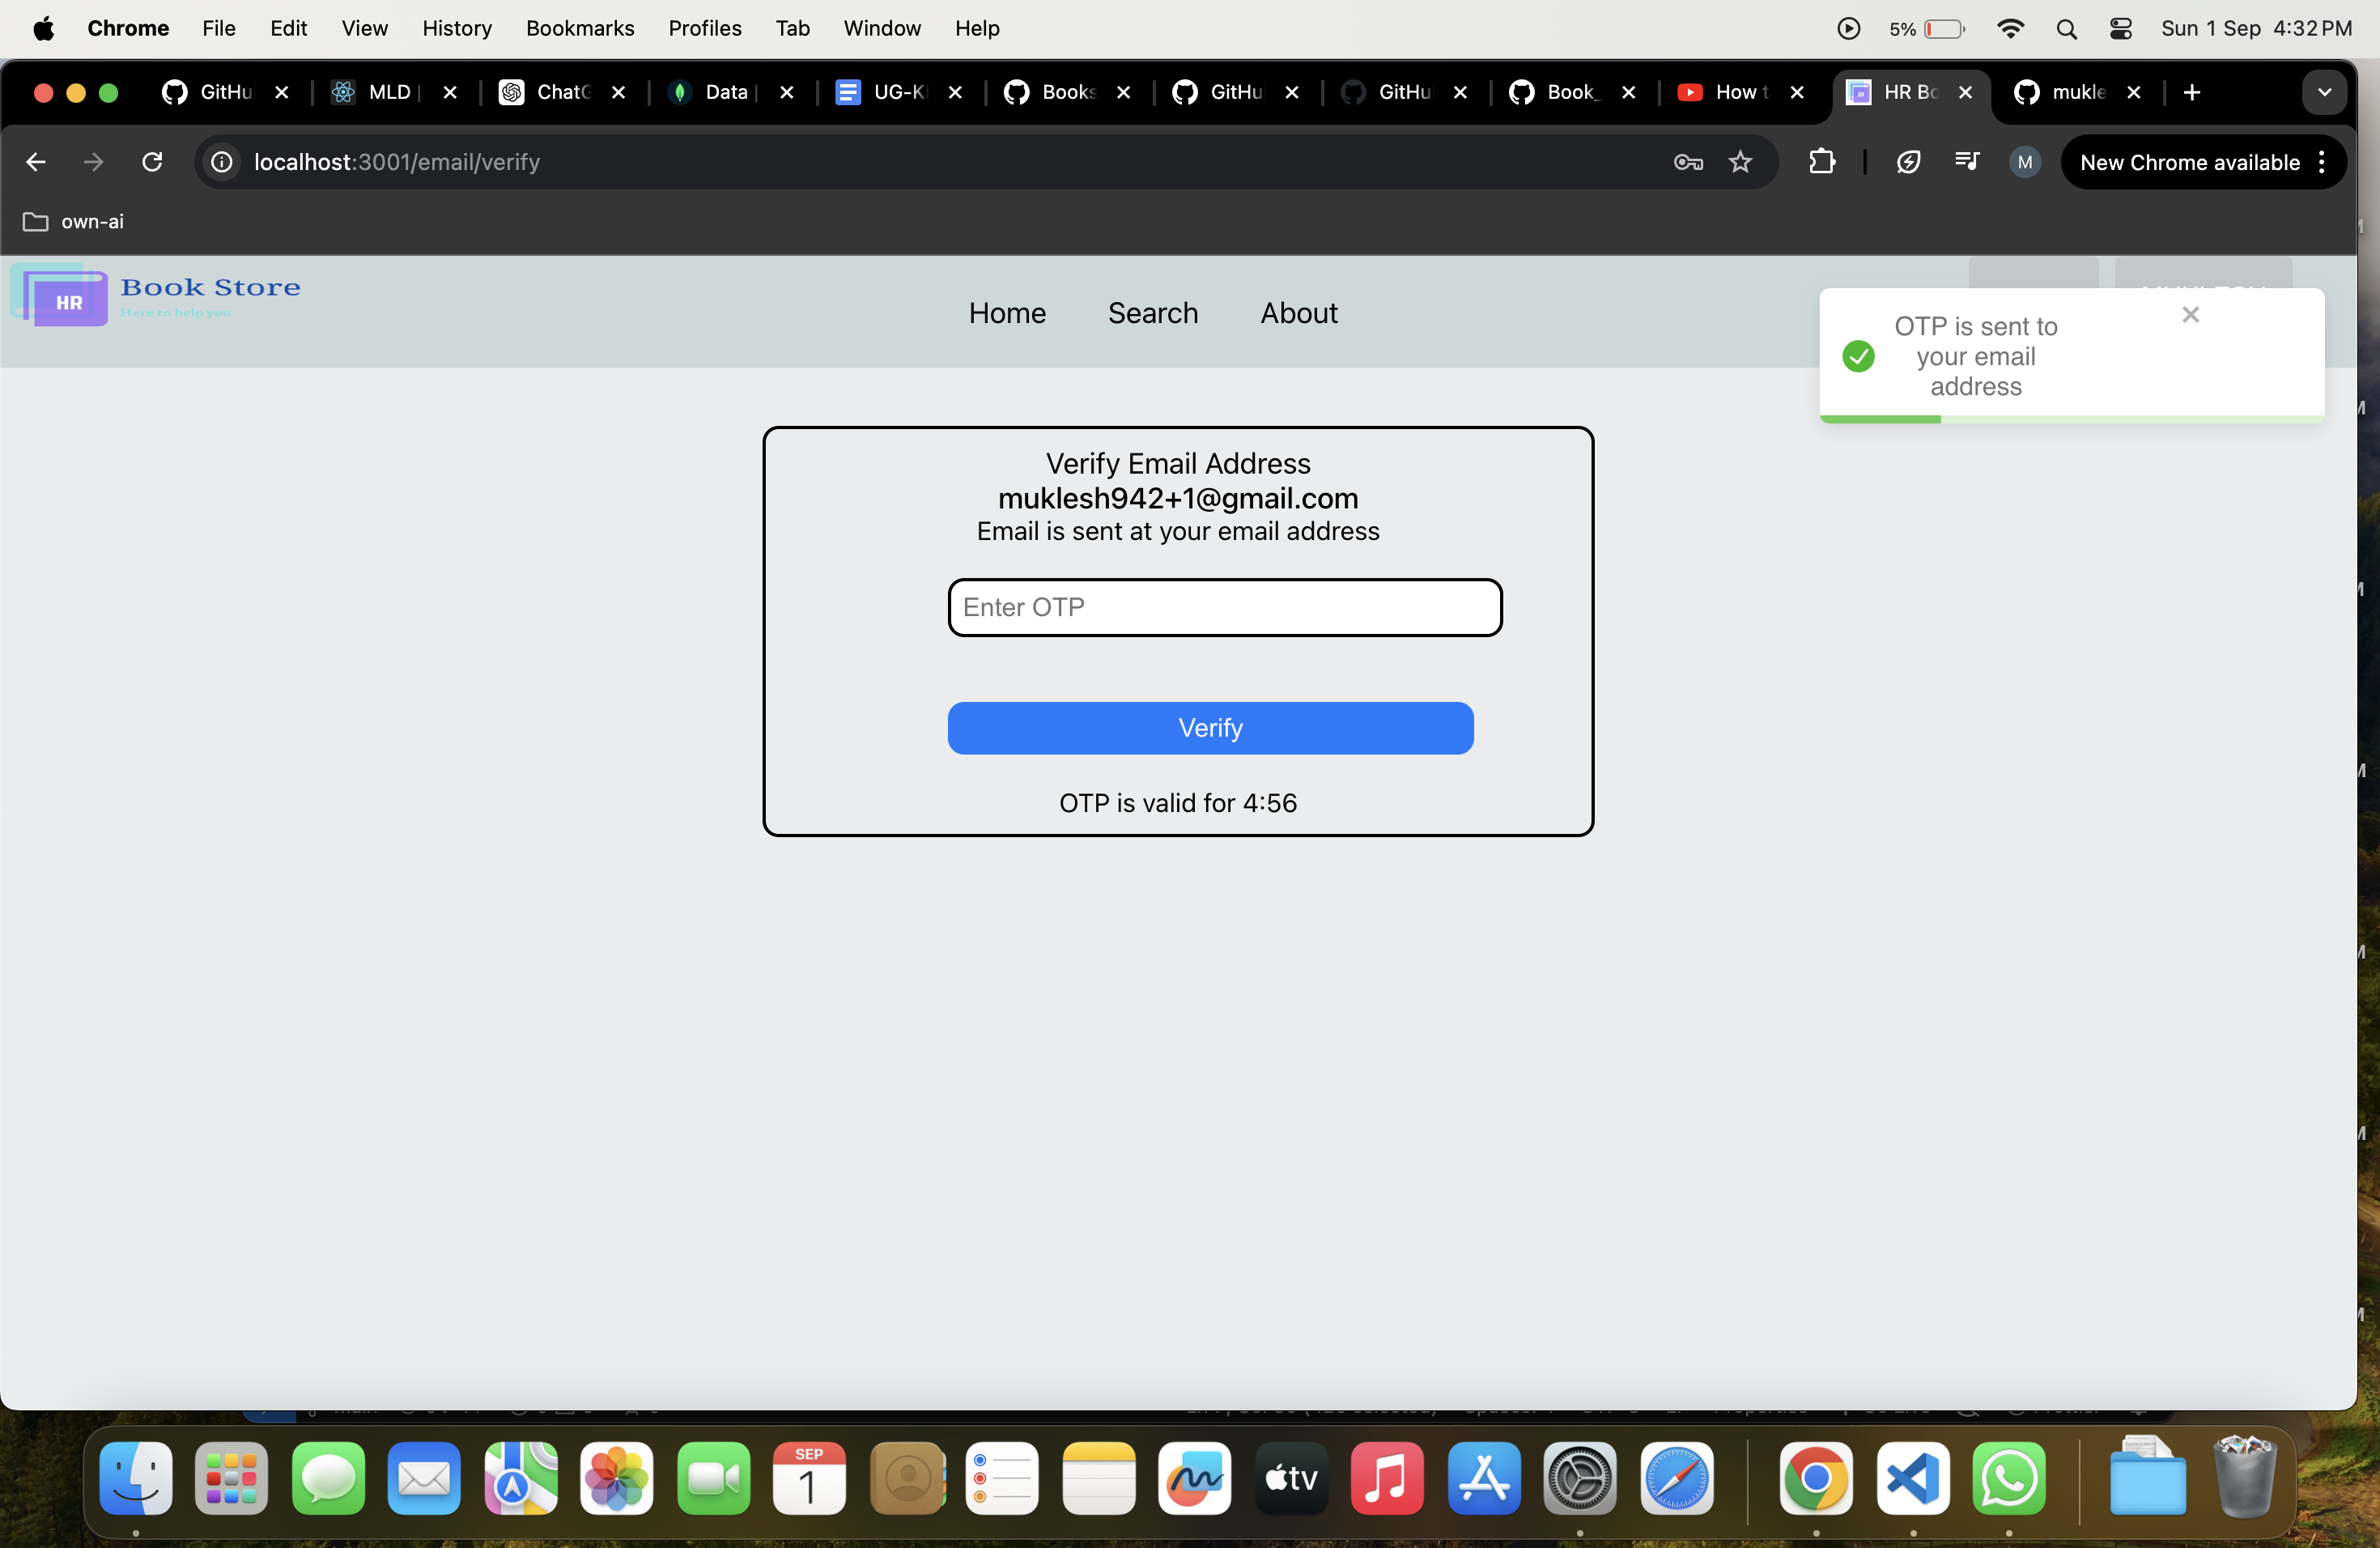 Chrome File Edit View History Bookmarks Profiles Tab Window Help 5% Sun 1 Sep 4:32 PM
GitHu MLD ChatG Data UG-K Books GitHu GitHu Book_ How t HR Bo mukle
localhost:3001/email/verify M New Chrome available
own-ai
HR Book Store
Here to help you
Home Search About
OTP is sent to
your email
address
Verify Email Address
muklesh942+1@gmail.com
Email is sent at your email address
Enter OTP
Verify
OTP is valid for 4:56
SEP
1
tv